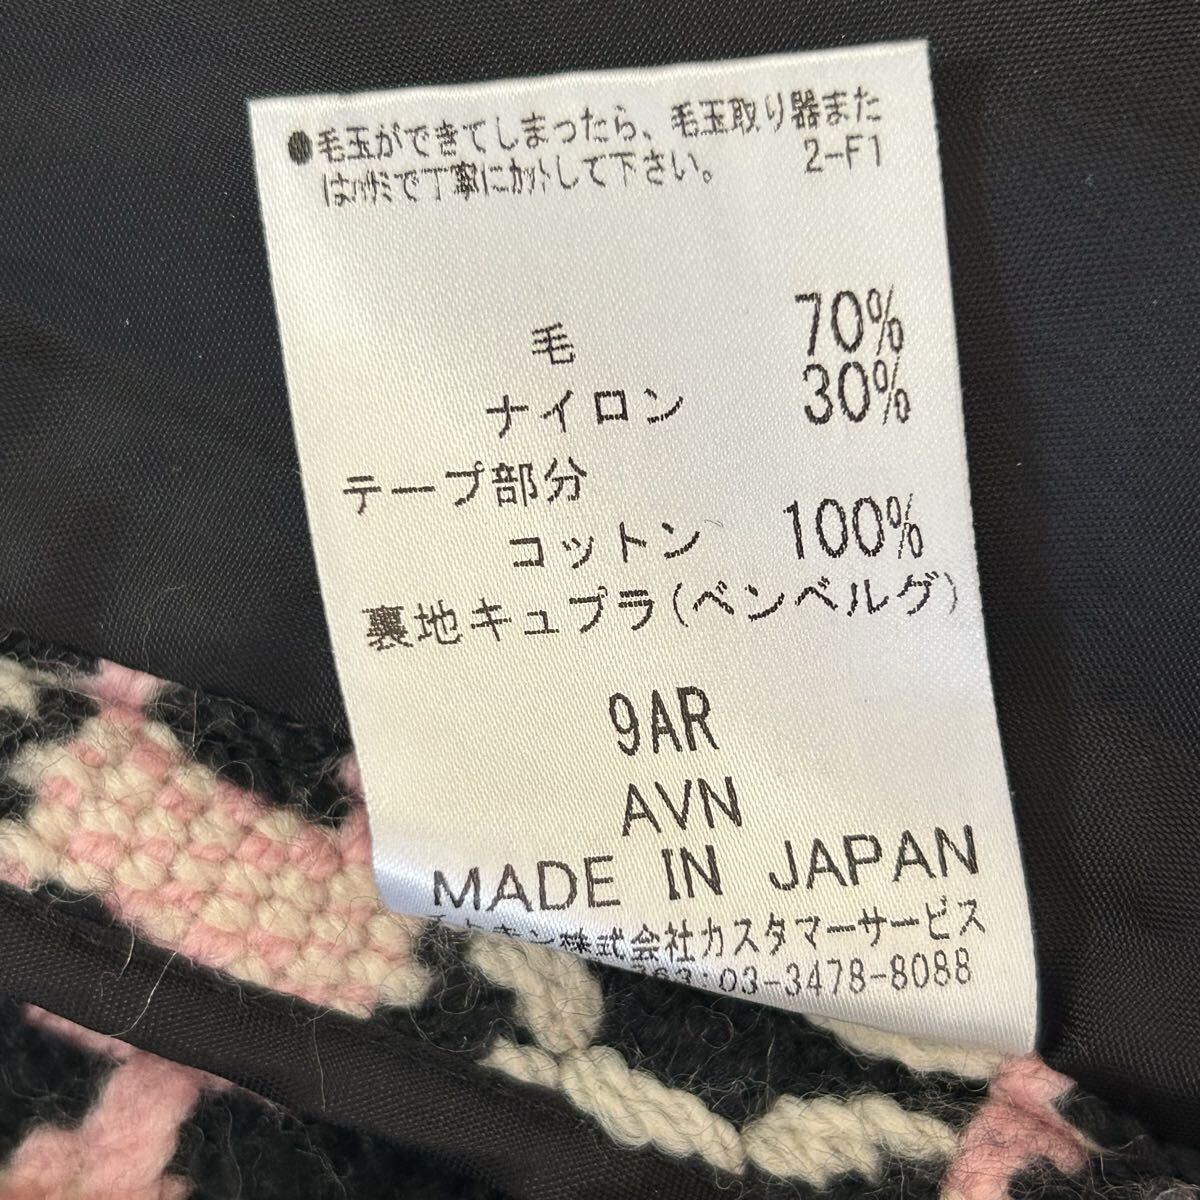 ●毛玉ができてしまったら、毛玉取り器また
はﾊｻﾐで丁寧にｶｯﾄして下さい。 2-F1
毛 70%
ナイロン 30%
テープ部分
コットン 100%
裏地キュプラ(ベンベルグ)
9AR
AVN
MADE IN JAPAN
株式会社カスタマーサービス
03-3478-8088